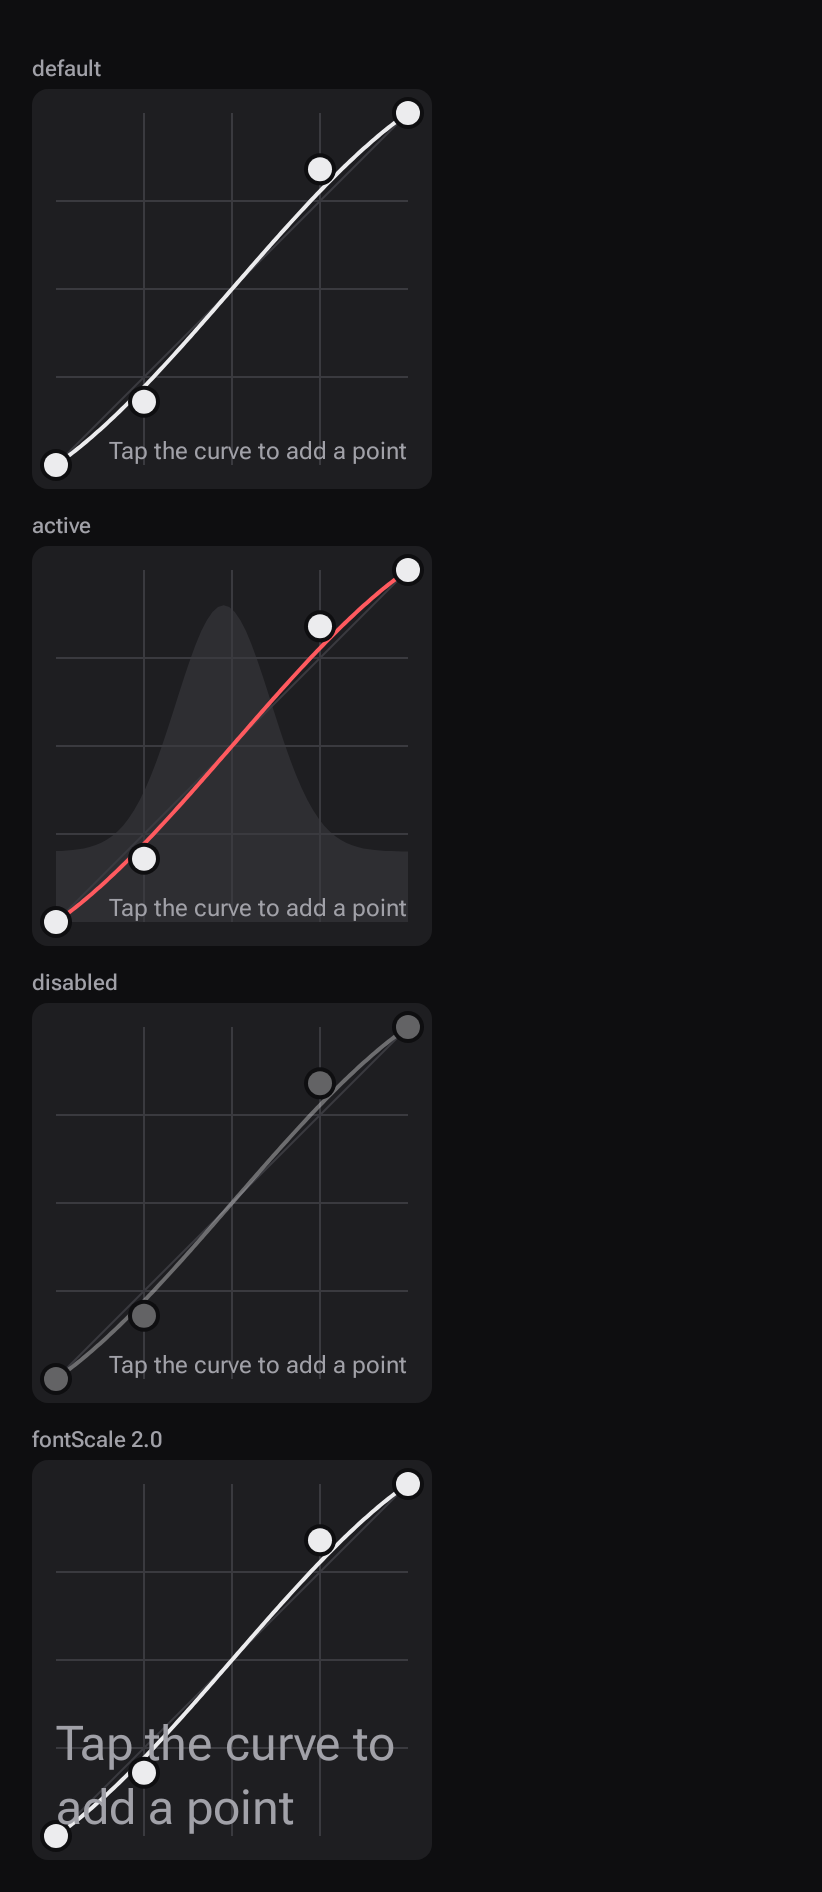 default
Tap the curve to add a point
active
Tap the curve to add a point
disabled
Tap the curve to add a point
fontScale 2.0
Tap the curve to
add a point